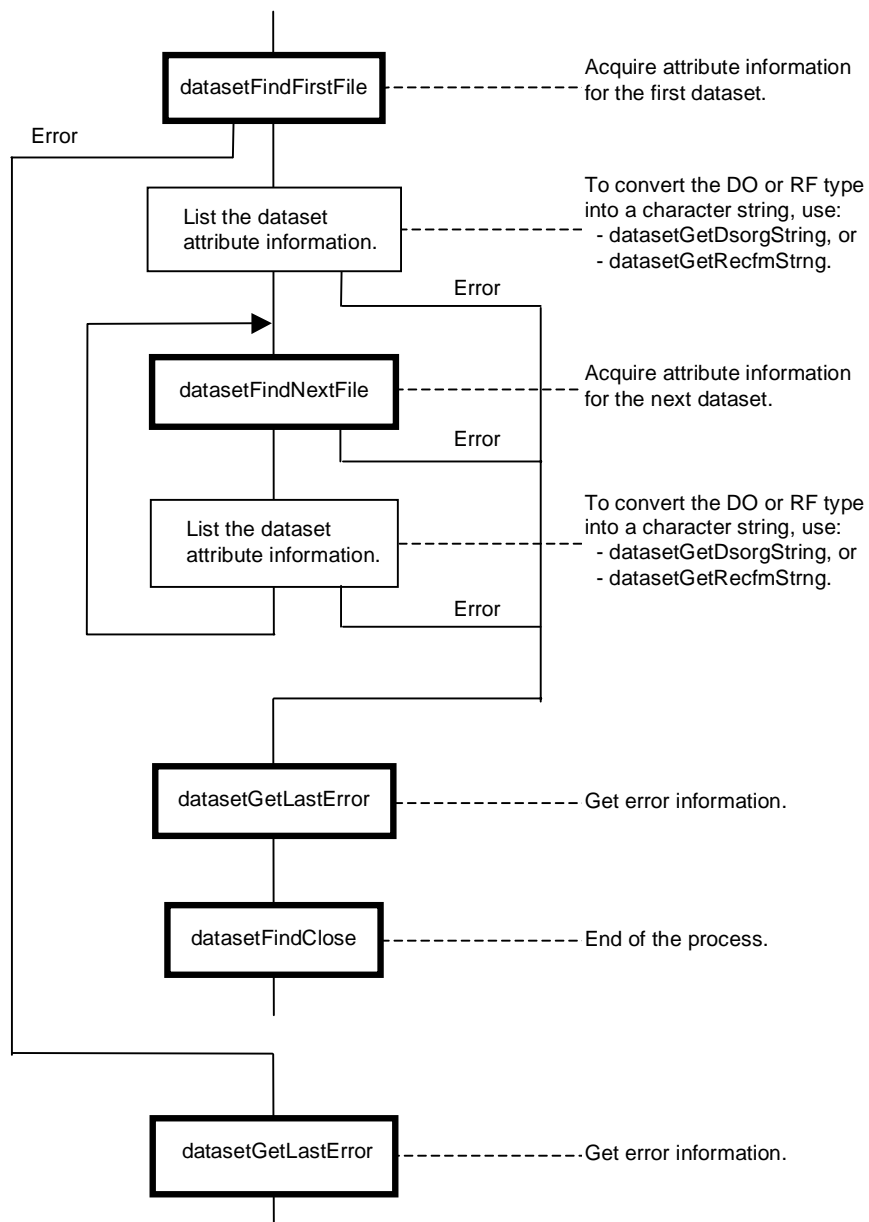 datasetFindFirstFile
Acquire attribute information
for the first dataset.
Error
List the dataset
attribute information.
To convert the DO or RF type
into a character string, use:
- datasetGetDsorgString, or
- datasetGetRecfmStrng.
Error
datasetFindNextFile
Acquire attribute information
for the next dataset.
Error
List the dataset
attribute information.
To convert the DO or RF type
into a character string, use:
- datasetGetDsorgString, or
- datasetGetRecfmStrng.
Error
datasetGetLastError
Get error information.
datasetFindClose
End of the process.
datasetGetLastError
Get error information.